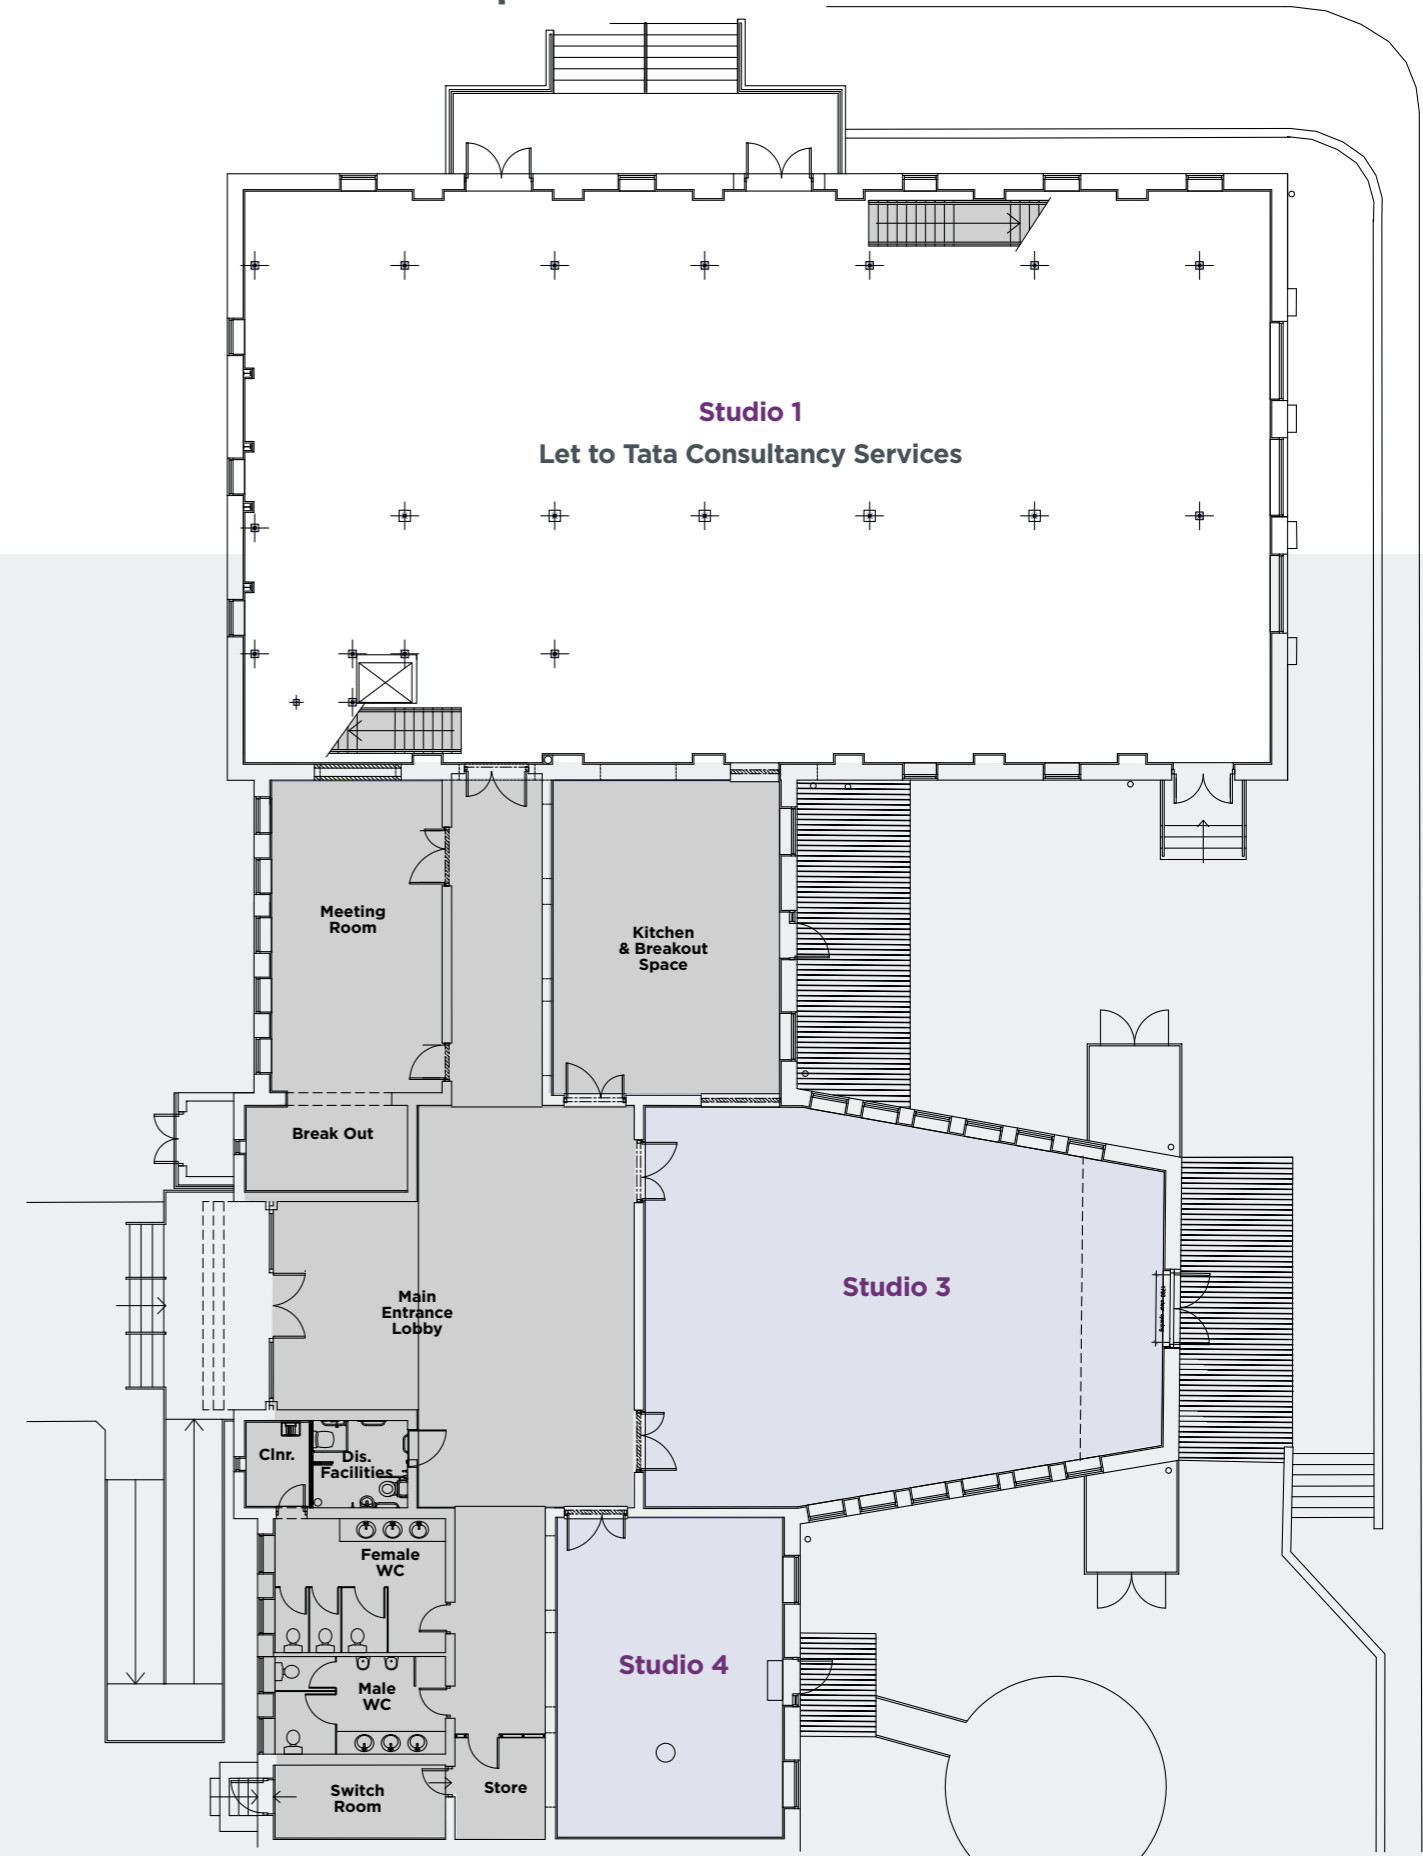 Studio 1
Let to Tata Consultancy Services
Meeting
Room
Kitchen
& Breakout
Space
Break Out
Studio 3
Main
Entrance
Lobby
Clnr.
Dis.
Facilities
Female
WC
Studio 4
Male
WC
Switch
Room
Store